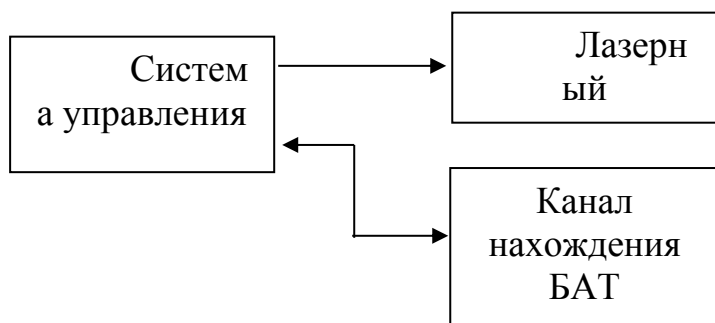 Систем
а управления
Лазерн
ый
Канал
нахождения
БАТ